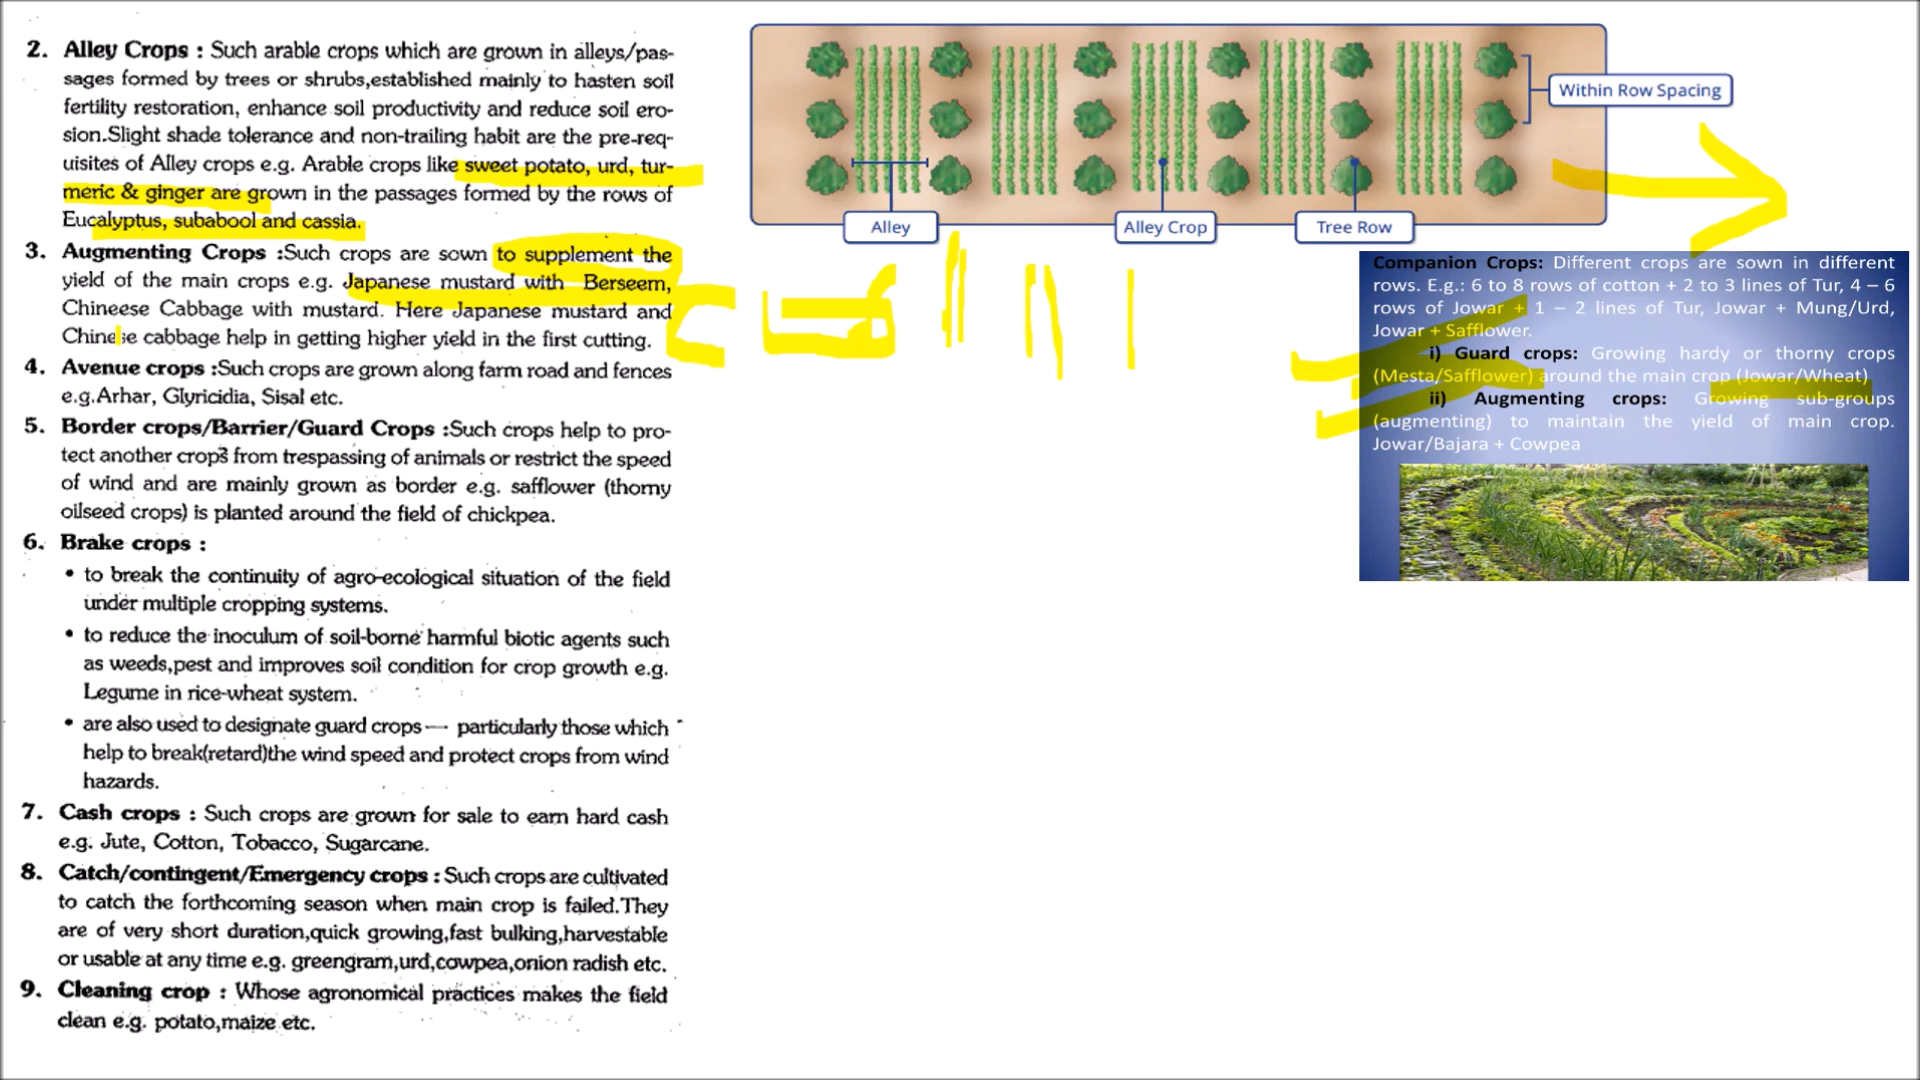 2. Alley Crops : Such arable crops which are grown in alleys/pas-
sages formed by trees or shrubs,established mainly to hasten soil
fertility restoration, enhance soil productivity and reduce soil ero-
sion.Slight shade tolerance and non-trailing habit are the pre-req-
uisites of Alley crops e.g. Arable crops like sweet potato, urd, tur-
meric & ginger are grown in the passages formed by the rows of
Eucalyptus, subabool and cassia.
3. Augmenting Crops :Such crops are sown to supplement the
yield of the main crops e.g. Japanese mustard with Berseem,
Chineese Cabbage with mustard. Here Japanese mustard and
Chinese cabbage help in getting higher yield in the first cutting.
4. Avenue crops :Such crops are grown along farm road and fences
e.g.Arhar, Glyricidia, Sisal etc.
5. Border crops/Barrier/Guard Crops :Such crops help to pro-
tect another crops from trespassing of animals or restrict the speed
of wind and are mainly grown as border e.g. safflower (thorny
oilseed crops) is planted around the field of chickpea.
6. Brake crops :
• to break the continuity of agro-ecological situation of the field
under multiple cropping systems.
• to reduce the inoculum of soil-borne harmful biotic agents such
as weeds,pest and improves soil condition for crop growth e.g.
Legume in rice-wheat system.
• are also used to designate guard crops— particularly those which
help to break(retard)the wind speed and protect crops from wind
hazards.
7. Cash crops : Such crops are grown for sale to earn hard cash
e.g. Jute, Cotton, Tobacco, Sugarcane.
8. Catch/contingent/Emergency crops : Such crops are cultivated
to catch the forthcoming season when main crop is failed.They
are of very short duration,quick growing,fast bulking,harvestable
or usable at any time e.g. greengram,urd,cowpea,onion radish etc.
9. Cleaning crop : Whose agronomical practices makes the field
clean e.g. potato,maize etc.
Within Row Spacing
Alley
Alley Crop
Tree Row
Companion Crops: Different crops are sown in different
rows. E.g.: 6 to 8 rows of cotton + 2 to 3 lines of Tur, 4 – 6
rows of Jowar + 1 – 2 lines of Tur, Jowar + Mung/Urd,
Jowar + Safflower.
i) Guard crops: Growing hardy or thorny crops
(Mesta/Safflower) around the main crop (Jowar/Wheat)
ii) Augmenting crops: Growing sub-groups
(augmenting) to maintain the yield of main crop.
Jowar/Bajara + Cowpea